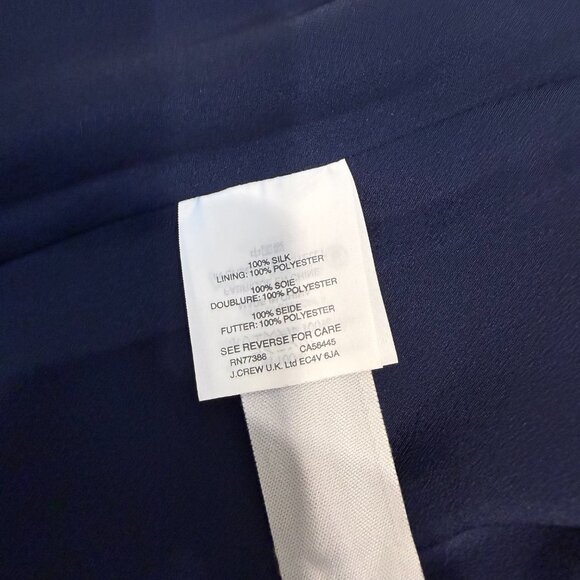 100% SILK
LINING: 100% POLYESTER
100% SOIE
DOUBLURE: 100% POLYESTER
100% SEIDE
FUTTER: 100% POLYESTER
SEE REVERSE FOR CARE
RN77388 CA56445
J.CREW U.K. Ltd EC4V 6JA